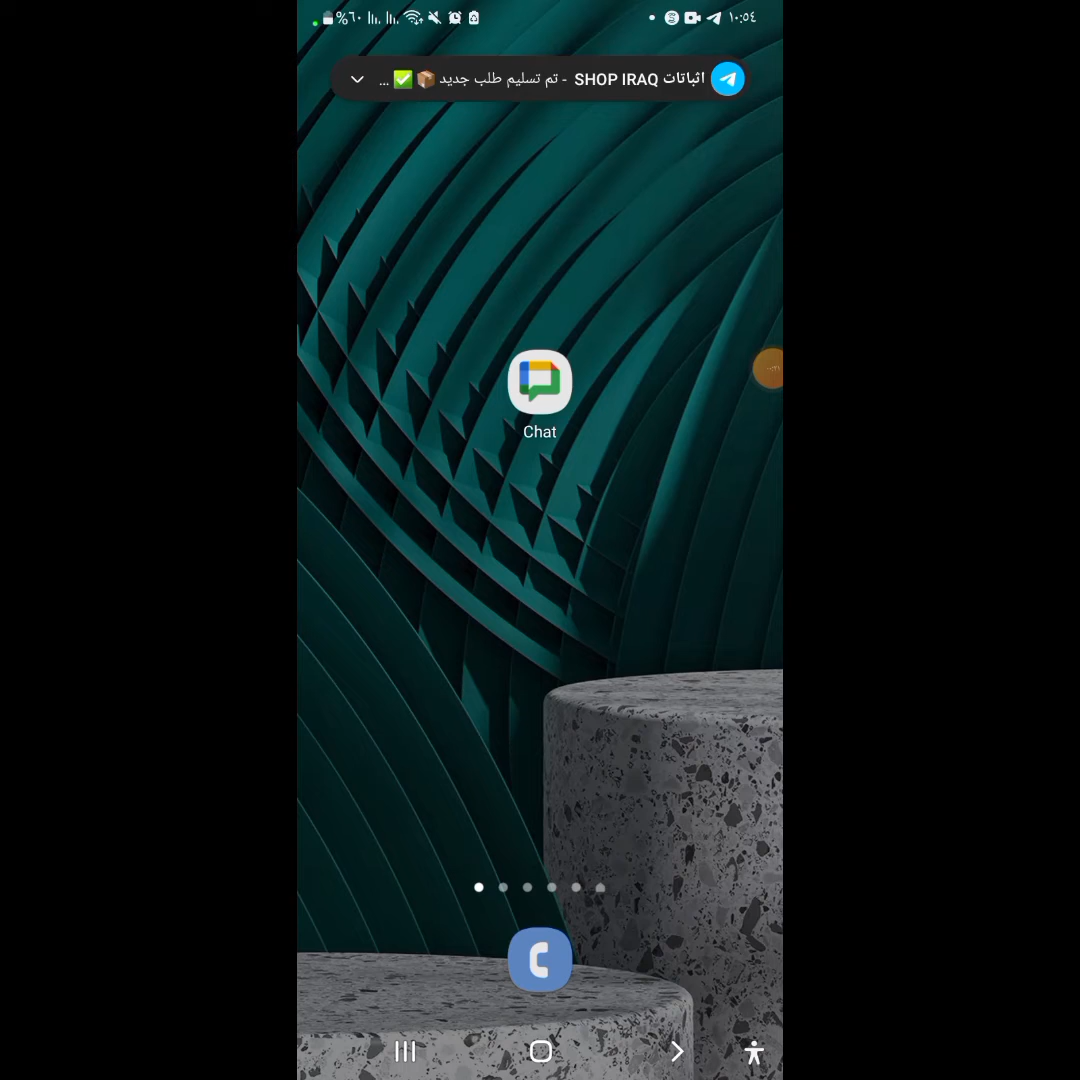 ١٠:٥٤
%٦٠
اثباتات SHOP IRAQ - تم تسليم طلب جديد 📦 ✅ ...
Chat